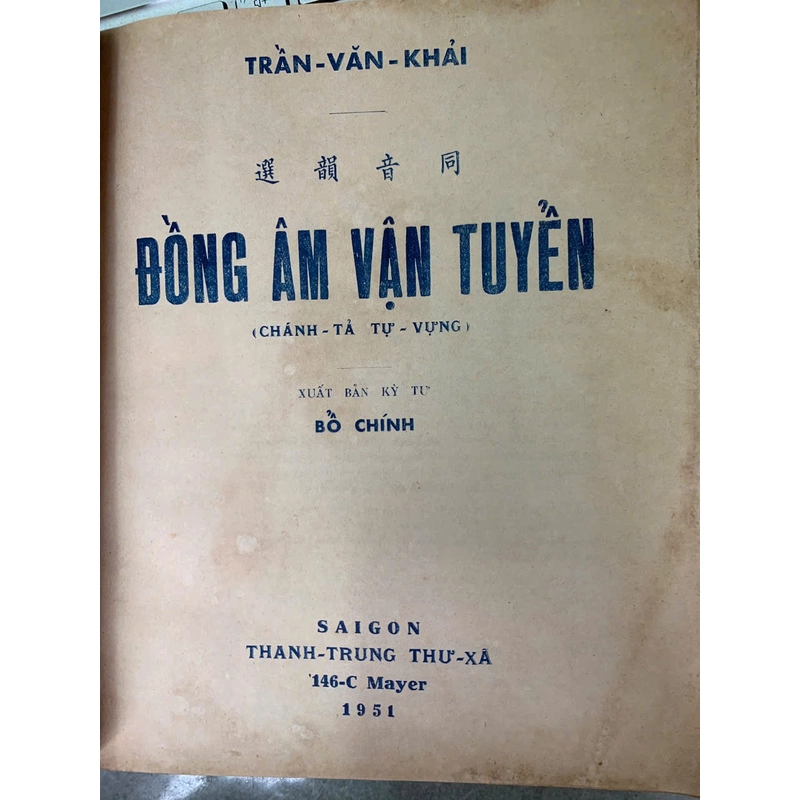 TRẦN-VĂN-KHẢI
選韻音同
ĐỒNG ÂM VẬN TUYỂN
(CHÁNH-TẢ TỰ-VỰNG)
XUẤT BẢN KỲ TƯ
BỔ CHÍNH
SAIGON
THANH-TRUNG THƯ-XÃ
146-C Mayer
1951